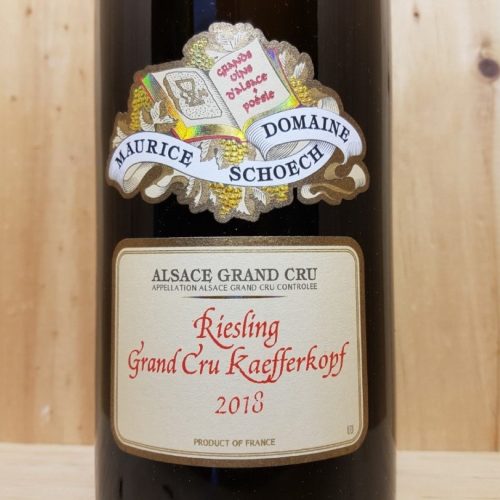 GRANDS
VINS
D'ALSACE
POÉSIE
DOMAINE
MAURICE SCHOECH
ALSACE GRAND CRU
APPELLATION ALSACE GRAND CRU CONTROLEE
Riesling
Grand Cru Kaefferkopf
2018
PRODUCT OF FRANCE